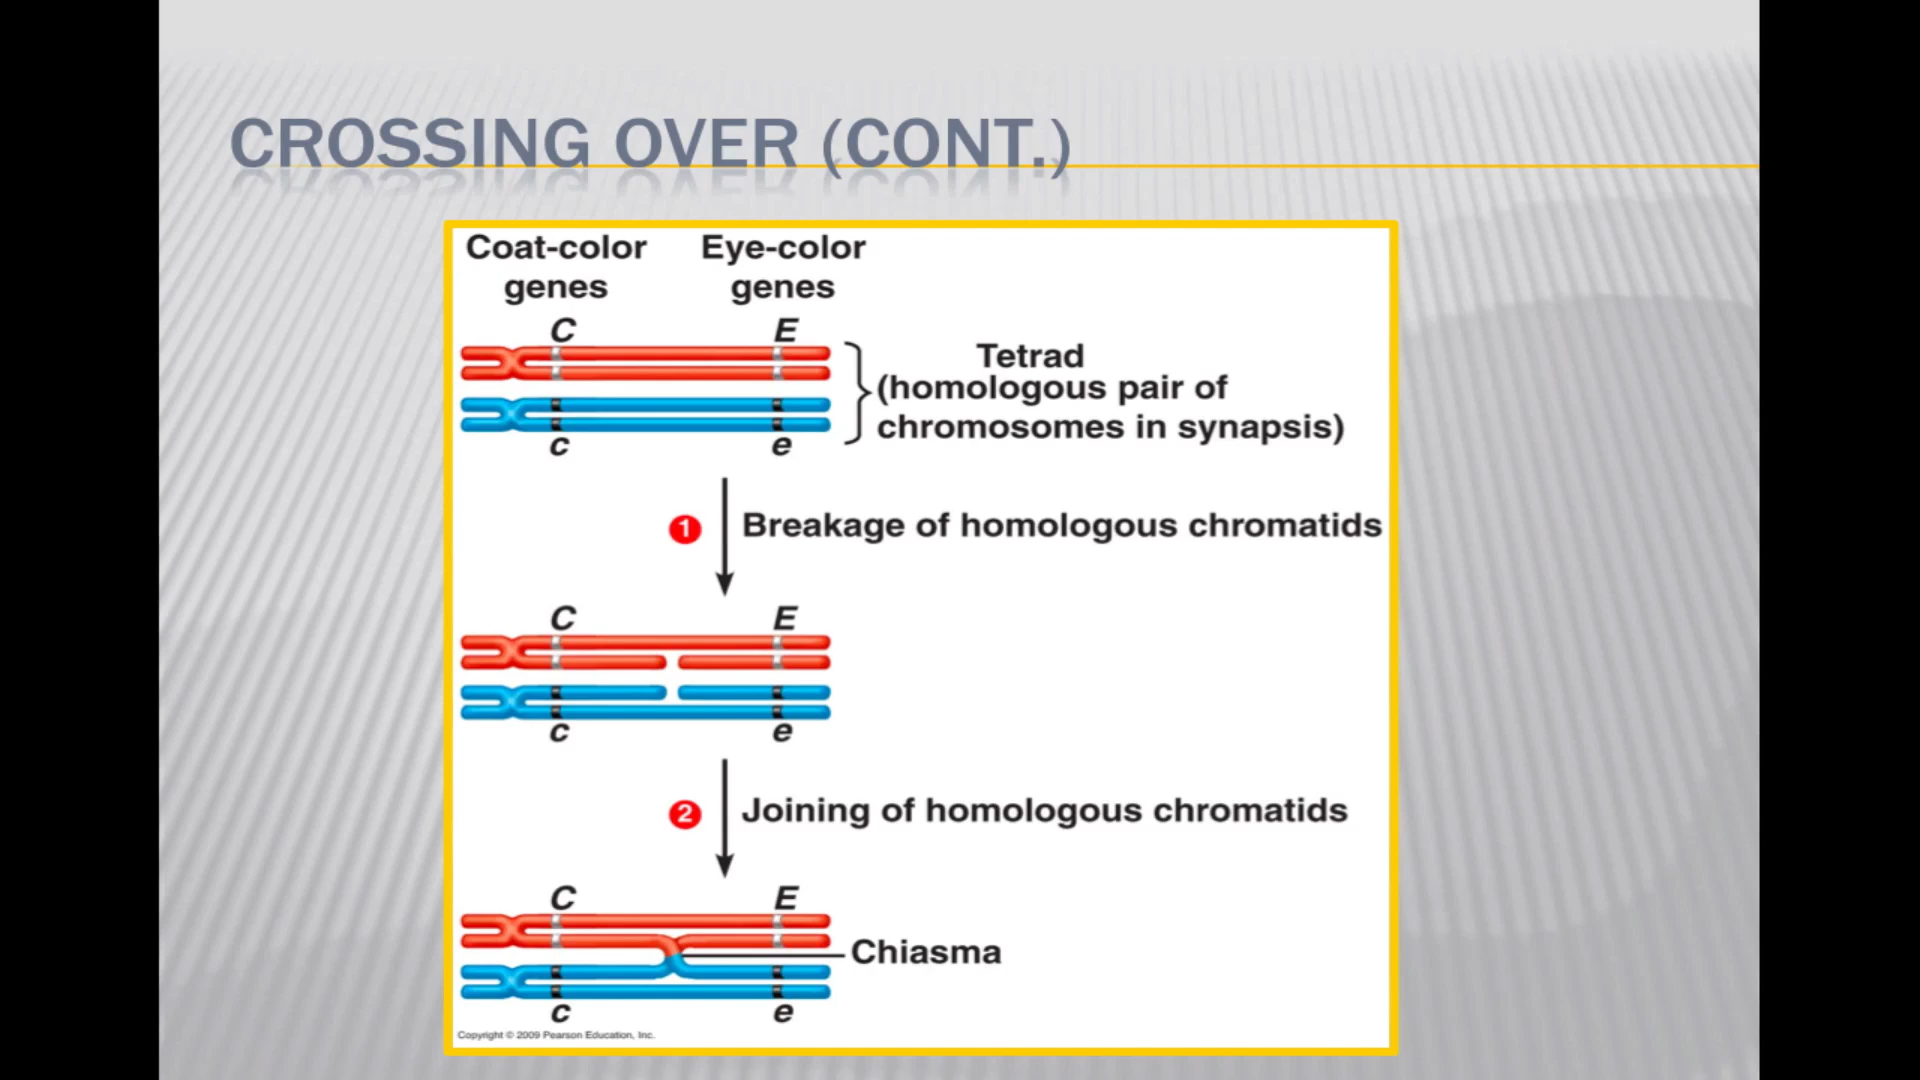 CROSSING OVER (CONT.)
Coat-color Eye-color
genes genes
C E
Tetrad
(homologous pair of
chromosomes in synapsis)
c e
1 Breakage of homologous chromatids
C E
c e
2 Joining of homologous chromatids
C E
Chiasma
c e
Copyright © 2009 Pearson Education, Inc.